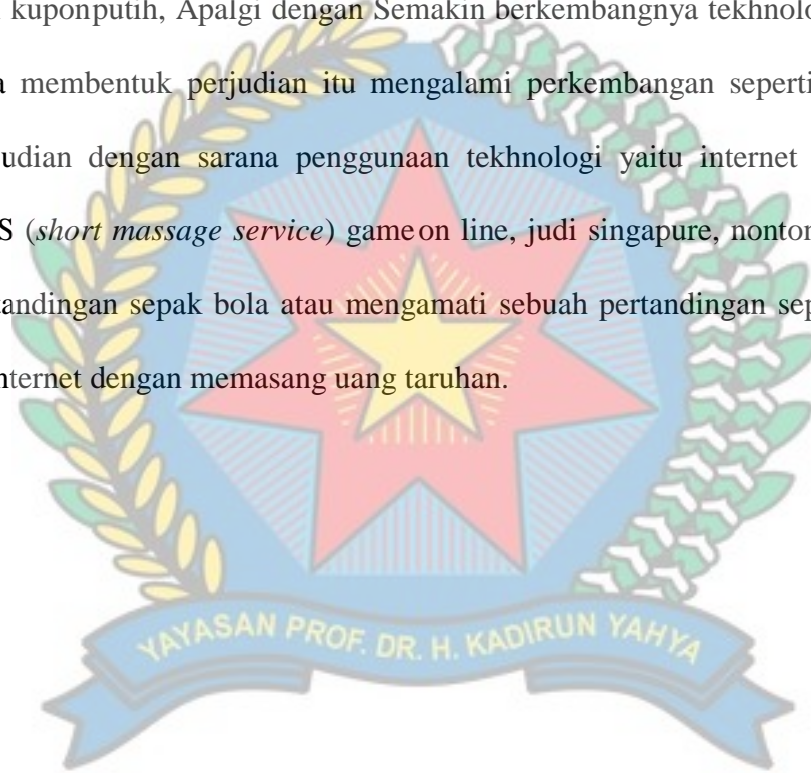 kuponputih, Apalgi dengan Semakin berkembangnya tekhnolo
membentuk perjudian itu mengalami perkembangan seperti
udian dengan sarana penggunaan tekhnologi yaitu internet
S (short massage service) game on line, judi singapure, nonton
tandingan sepak bola atau mengamati sebuah pertandingan sep
nternet dengan memasang uang taruhan.
YAYASAN PROF. DR. H. KADIRUN YAHYA